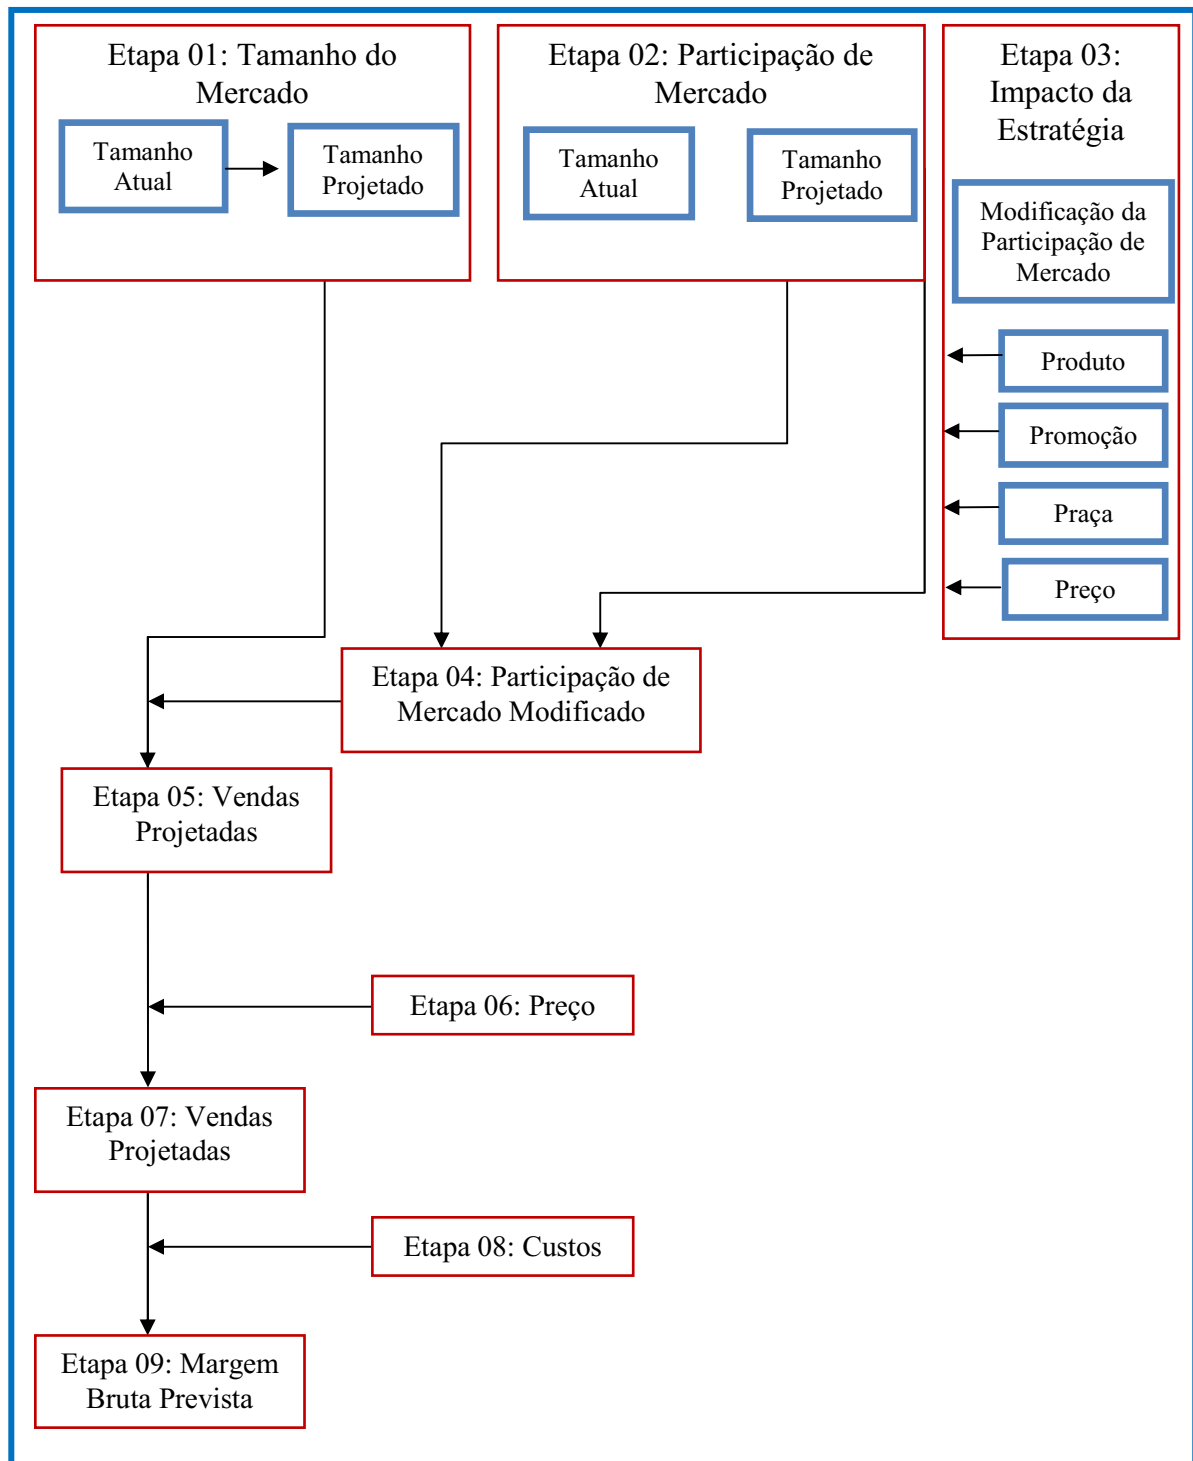 Etapa 01: Tamanho do
Mercado
Tamanho
Atual
Tamanho
Projetado
Etapa 02: Participação de
Mercado
Tamanho
Atual
Tamanho
Projetado
Etapa 03:
Impacto da
Estratégia
Modificação da
Participação de
Mercado
Produto
Promoção
Praça
Preço
Etapa 04: Participação de
Mercado Modificado
Etapa 05: Vendas
Projetadas
Etapa 06: Preço
Etapa 07: Vendas
Projetadas
Etapa 08: Custos
Etapa 09: Margem
Bruta Prevista